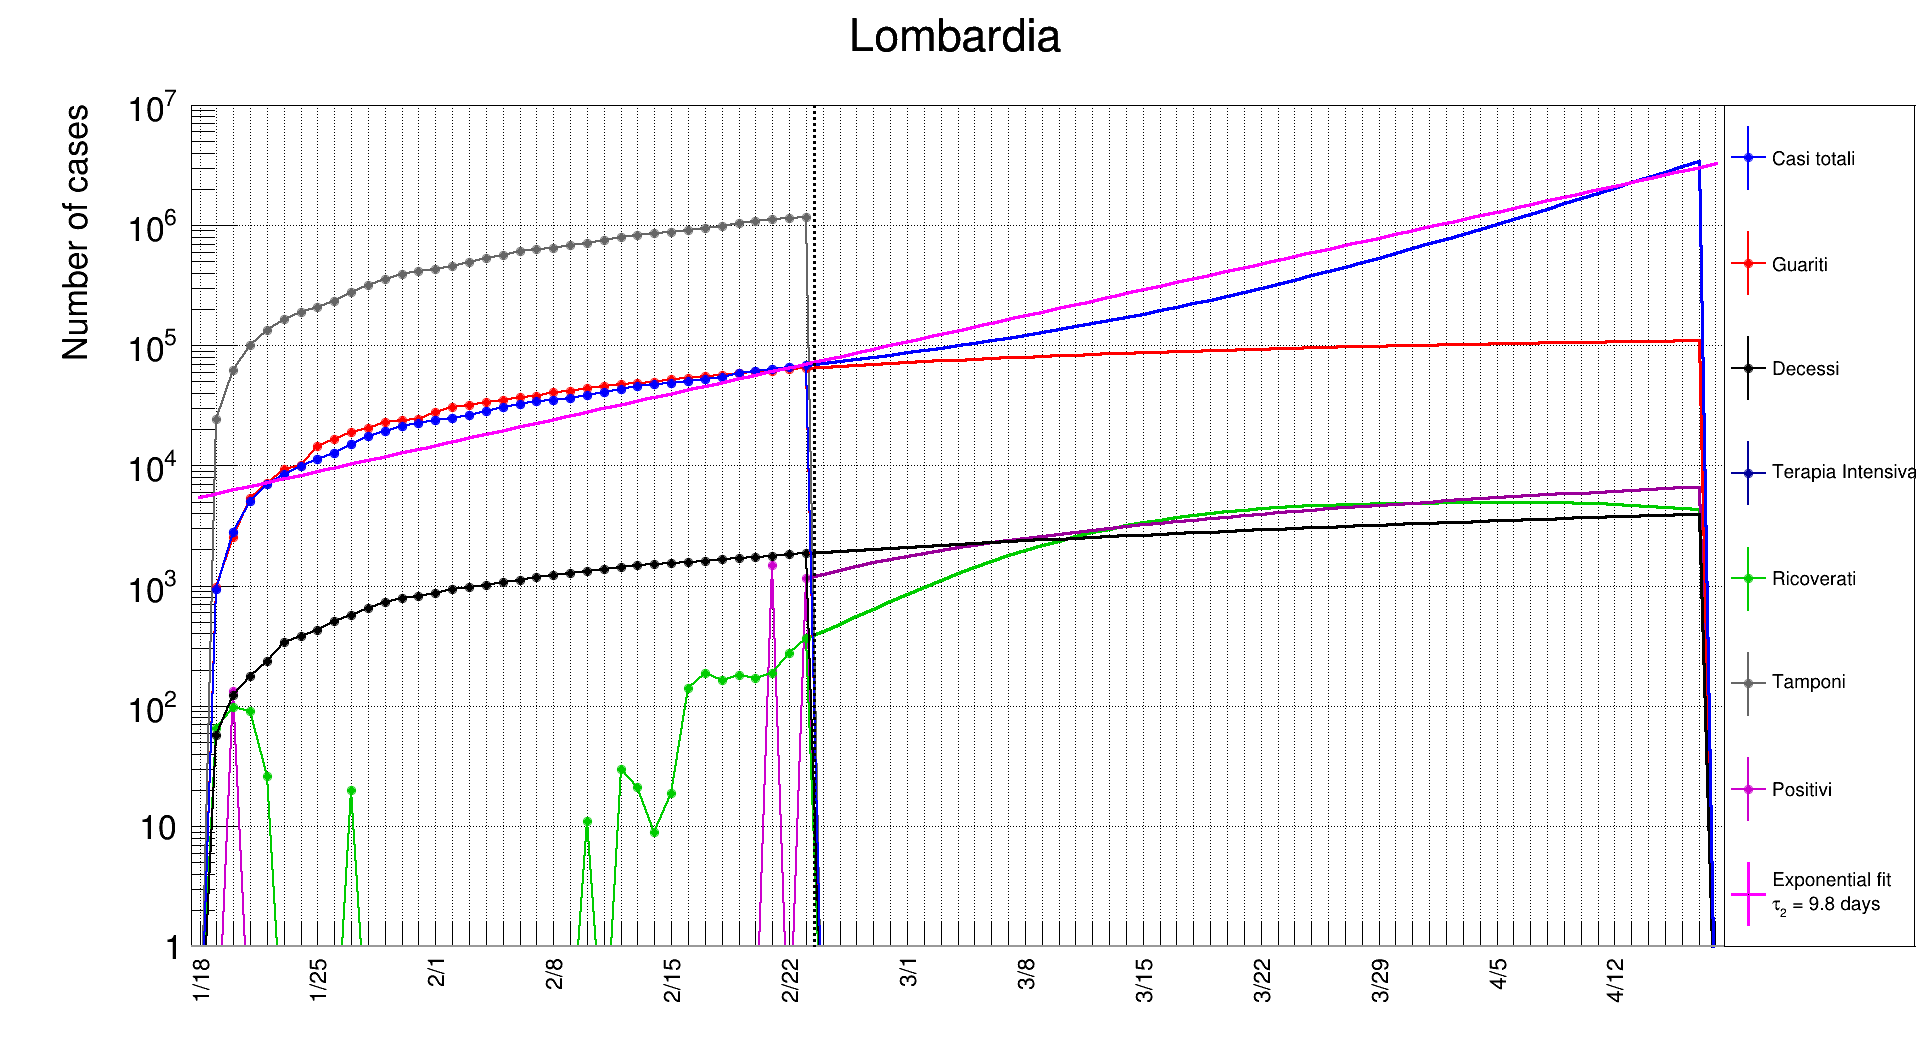 Lombardia
Number of cases
10^7
10^6
10^5
10^4
10^3
10^2
10
1
1/18
1/25
2/1
2/8
2/15
2/22
3/1
3/8
3/15
3/22
3/29
4/5
4/12
Casi totali
Guariti
Decessi
Terapia Intensiva
Ricoverati
Tamponi
Positivi
Exponential fit
τ₂ = 9.8 days